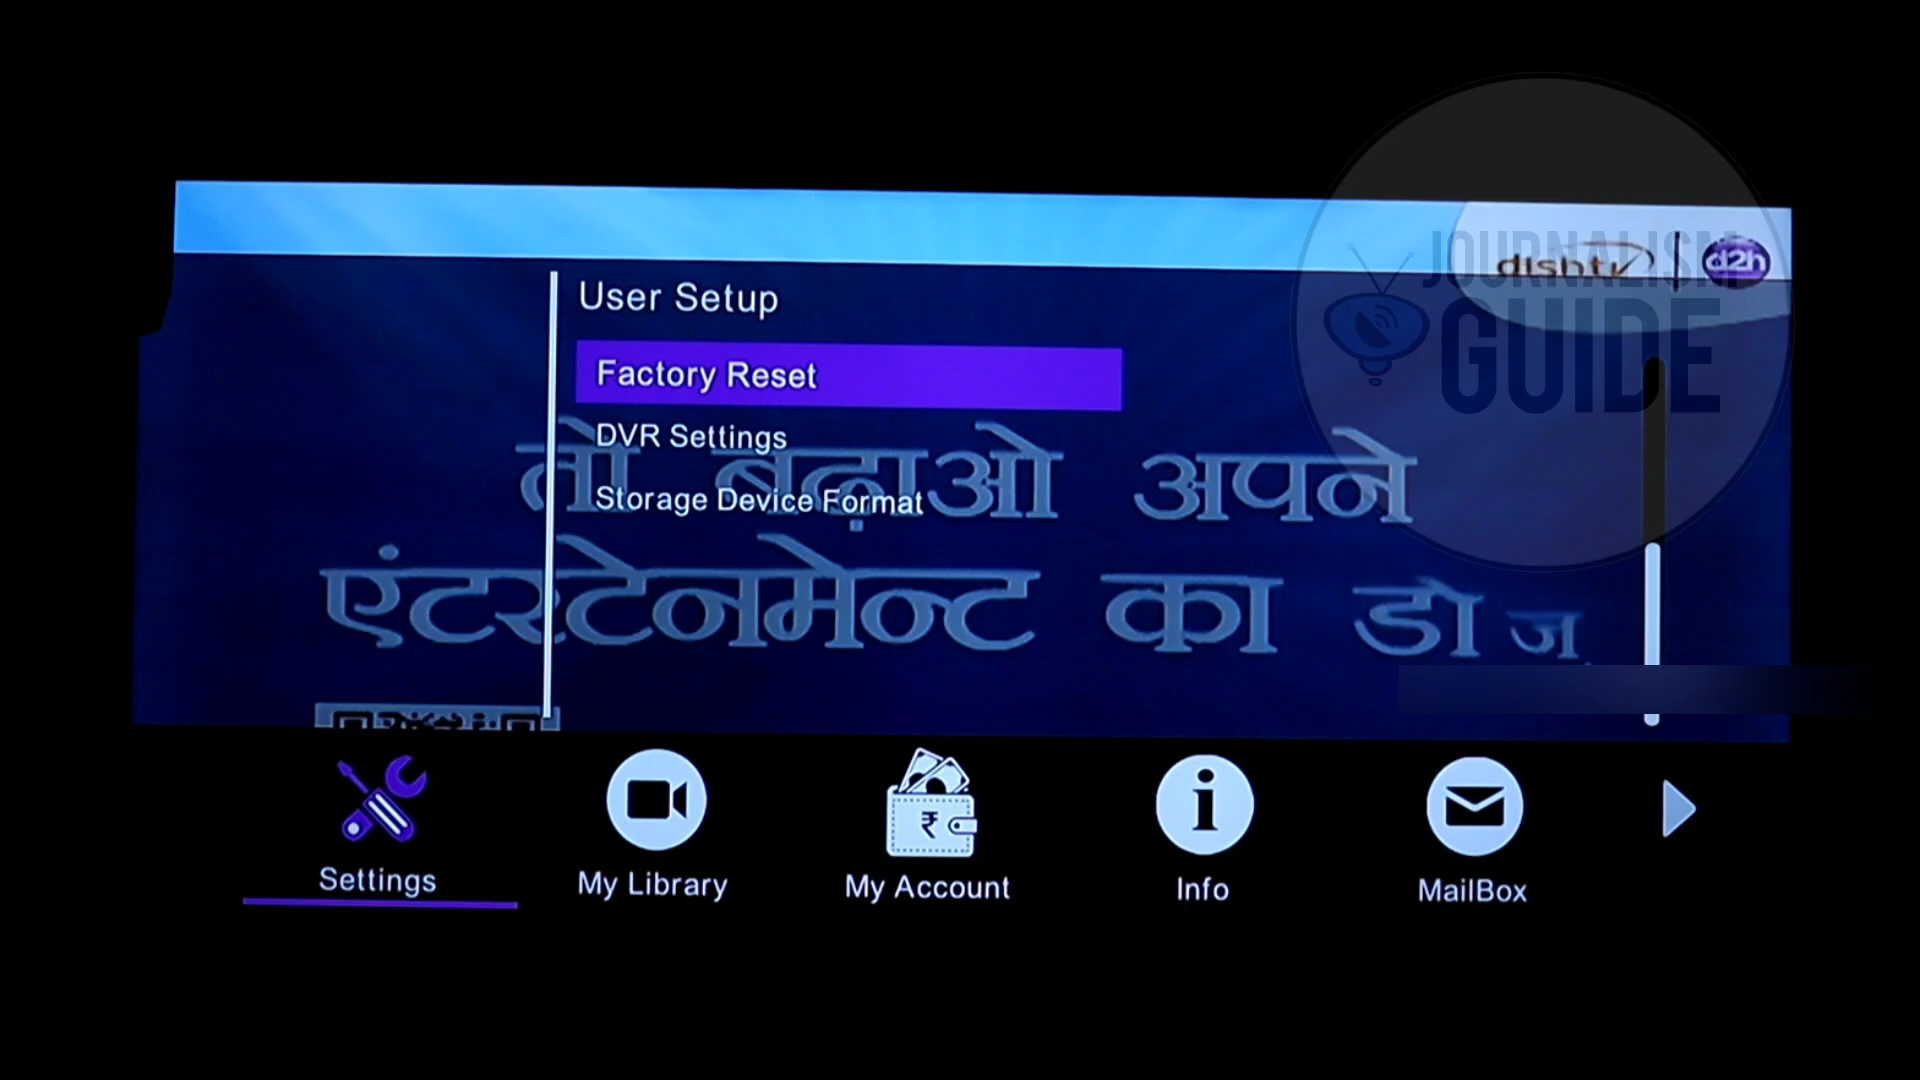 dishtv d2h
JOURNALISM
GUIDE
User Setup
Factory Reset
DVR Settings
तो बढ़ाओ अपने
Storage Device Format
एंटरटेनमेन्ट का डो ज
₹
Settings
My Library
My Account
Info
MailBox